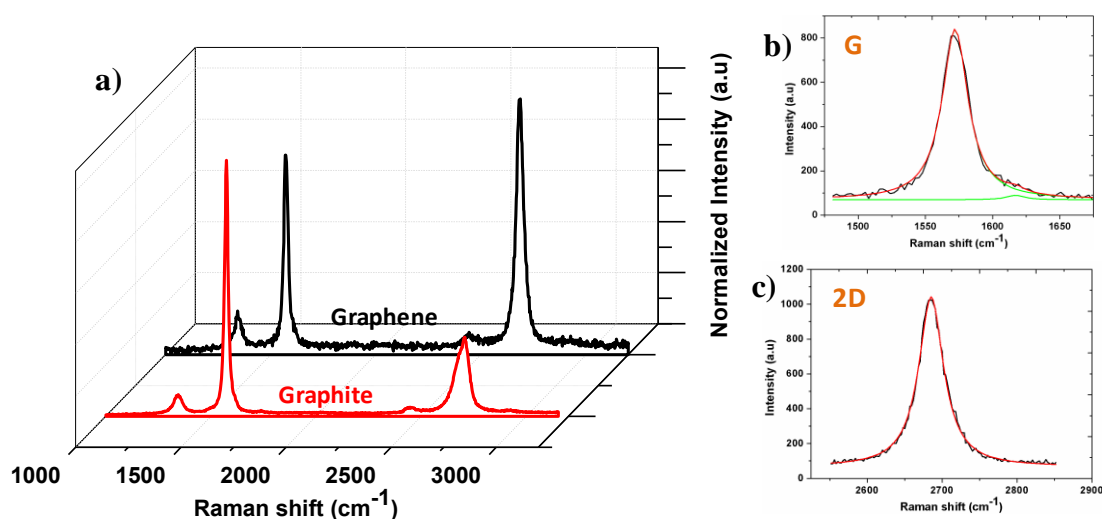 a)
Graphene
Graphite
1000 1500 2000 2500 3000
Raman shift (cm-1)
Normalized Intensity (a.u)
b)
G
800
600
400
200
0
Intensity (a.u)
1500 1550 1600 1650
Raman shift (cm-1)
c)
2D
1200
1000
800
600
400
200
0
Intensity (a.u)
2600 2700 2800 2900
Raman shift (cm-1)